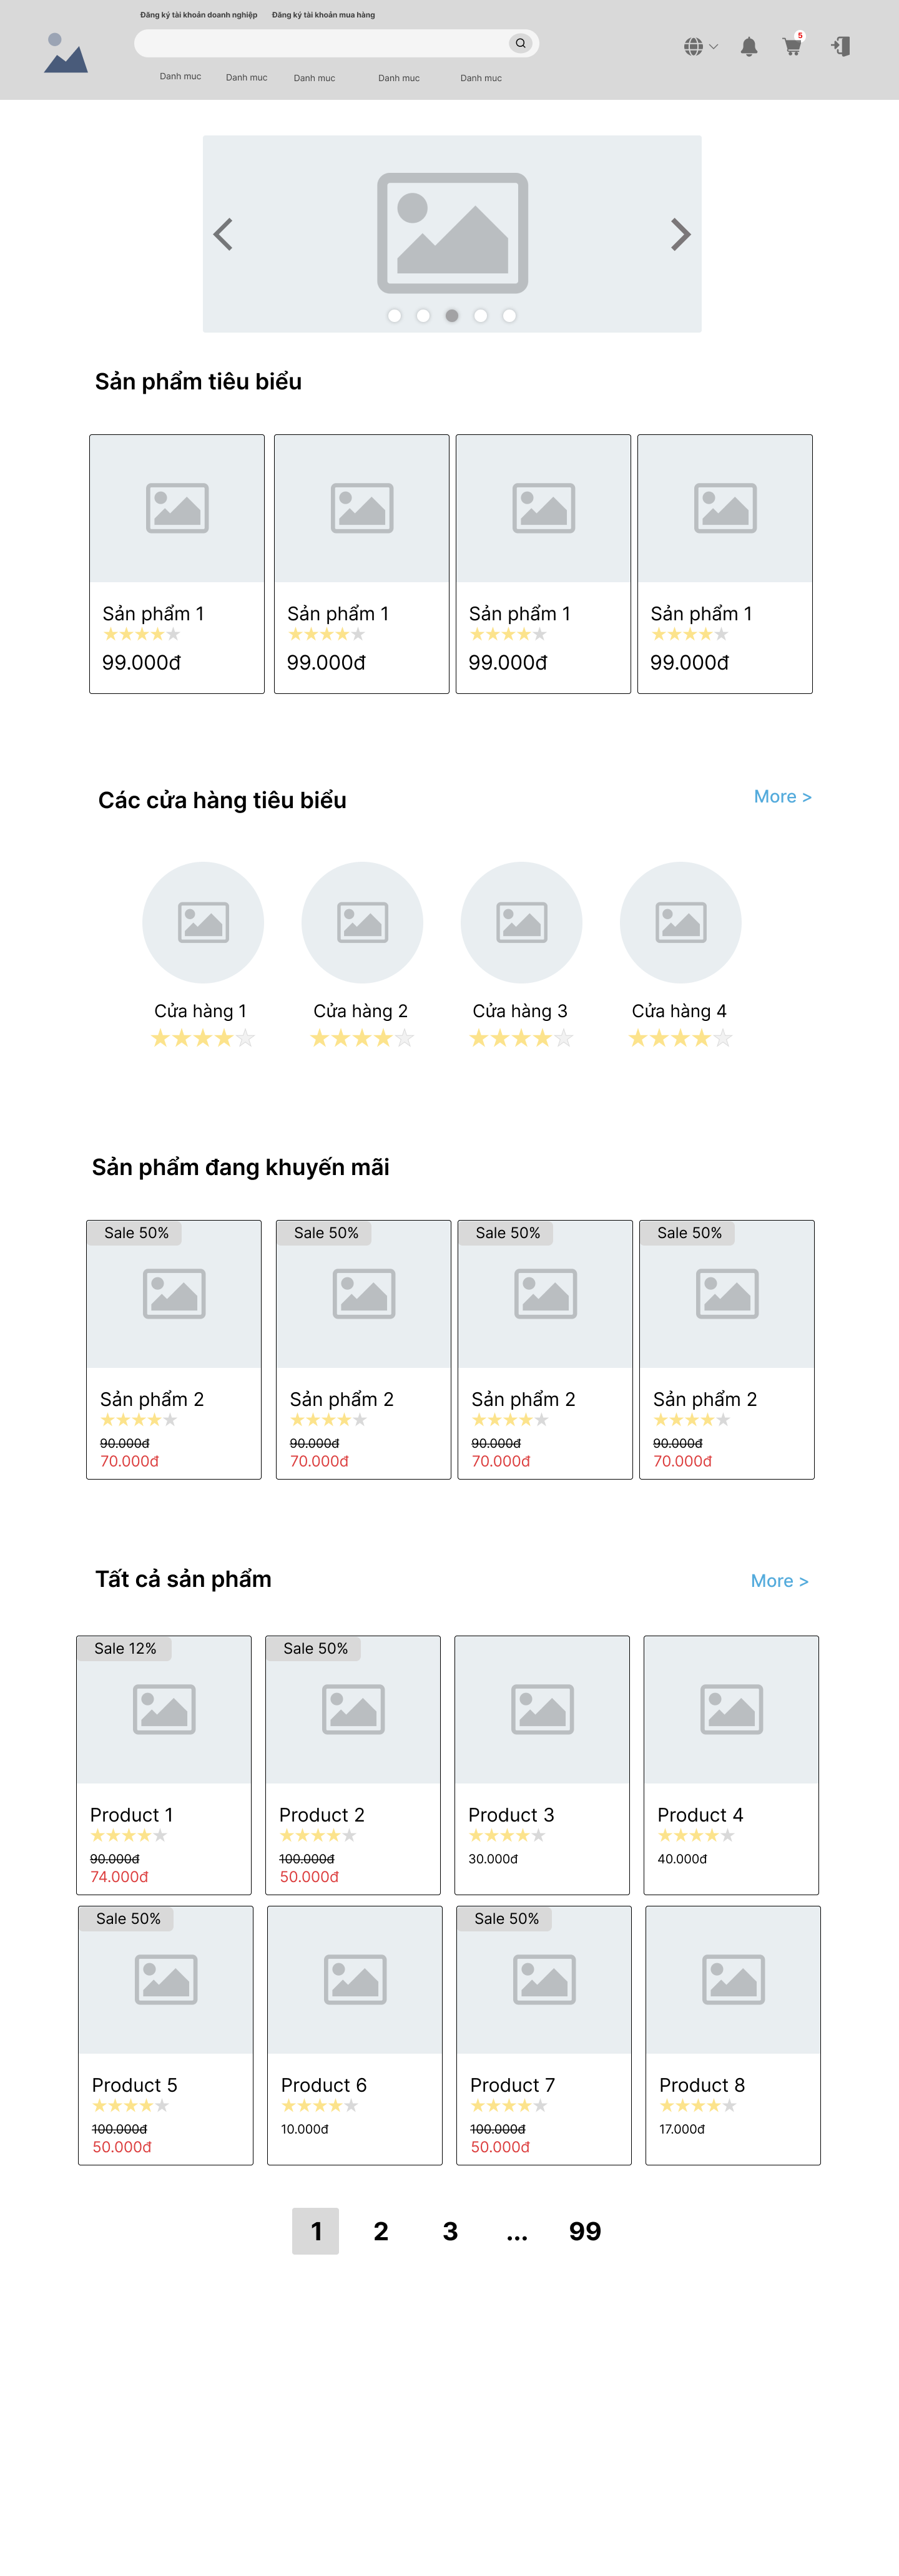 Đăng ký tài khoản doanh nghiệp Đăng ký tài khoản mua hàng
5
Danh muc Danh muc Danh muc Danh muc Danh muc
Sản phẩm tiêu biểu
Sản phẩm 1 Sản phẩm 1 Sản phẩm 1 Sản phẩm 1
99.000đ 99.000đ 99.000đ 99.000đ
Các cửa hàng tiêu biểu More >
Cửa hàng 1 Cửa hàng 2 Cửa hàng 3 Cửa hàng 4
Sản phẩm đang khuyến mãi
Sale 50% Sale 50% Sale 50% Sale 50%
Sản phẩm 2 Sản phẩm 2 Sản phẩm 2 Sản phẩm 2
90.000đ 90.000đ 90.000đ 90.000đ
70.000đ 70.000đ 70.000đ 70.000đ
Tất cả sản phẩm More >
Sale 12% Sale 50%
Product 1 Product 2 Product 3 Product 4
90.000đ 100.000đ 30.000đ 40.000đ
74.000đ 50.000đ
Sale 50% Sale 50%
Product 5 Product 6 Product 7 Product 8
100.000đ 10.000đ 100.000đ 17.000đ
50.000đ 50.000đ
1 2 3 ... 99